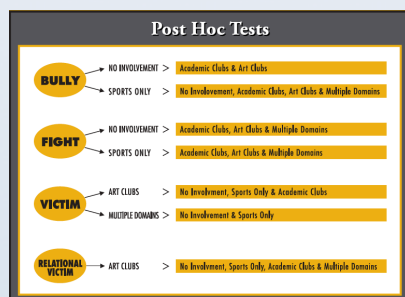 Post Hoc Tests
BULLY
NO INVOLVEMENT > Academic Clubs & Art Clubs
SPORTS ONLY > No Involovement, Academic Clubs, Art Clubs & Multiple Domains
FIGHT
NO INVOLVEMENT > Academic Clubs, Art Clubs & Multiple Domains
SPORTS ONLY > Academic Clubs, Art Clubs & Multiple Domains
VICTIM
ART CLUBS > No Involvment, Sports Only & Academic Clubs
MULTIPLE DOMAINS > No Involvement & Sports Only
RELATIONAL
VICTIM
ART CLUBS > No Involvment, Sports Only, Academic Clubs & Multiple Domains